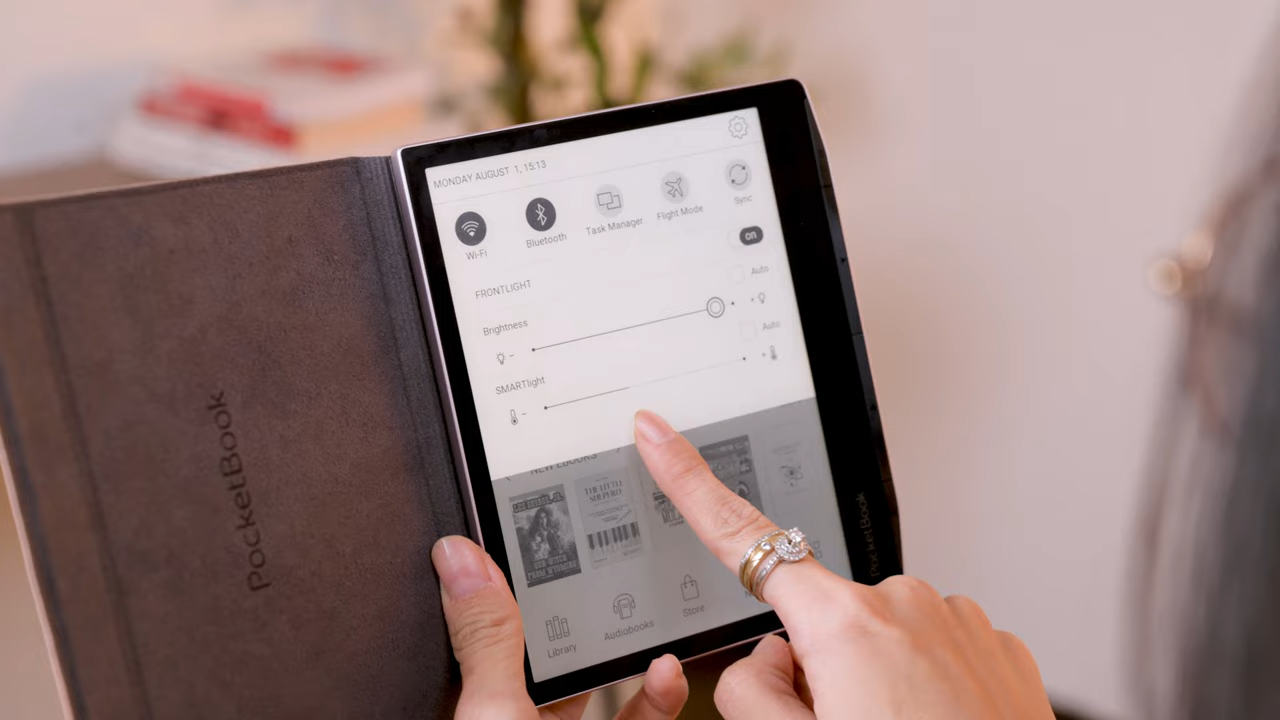 MONDAY AUGUST 1, 15:13
Wi-Fi
Bluetooth
Task Manager
Flight Mode
Sync
on
FRONTLIGHT
Auto
Brightness
Auto
SMARTlight
NEW EBOOKS
THE LITTLE
SHEPERD
Library
Audiobooks
Store
PocketBook
PocketBook